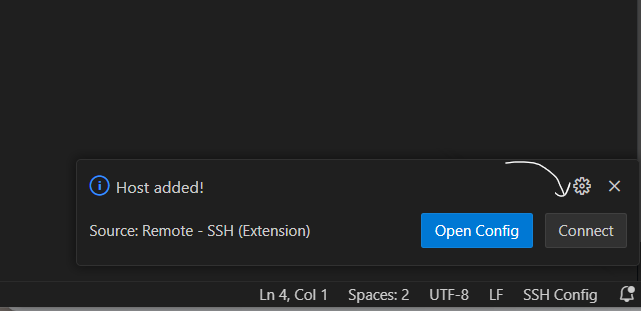 Host added!
Source: Remote - SSH (Extension)
Open Config
Connect
Ln 4, Col 1 Spaces: 2 UTF-8 LF SSH Config